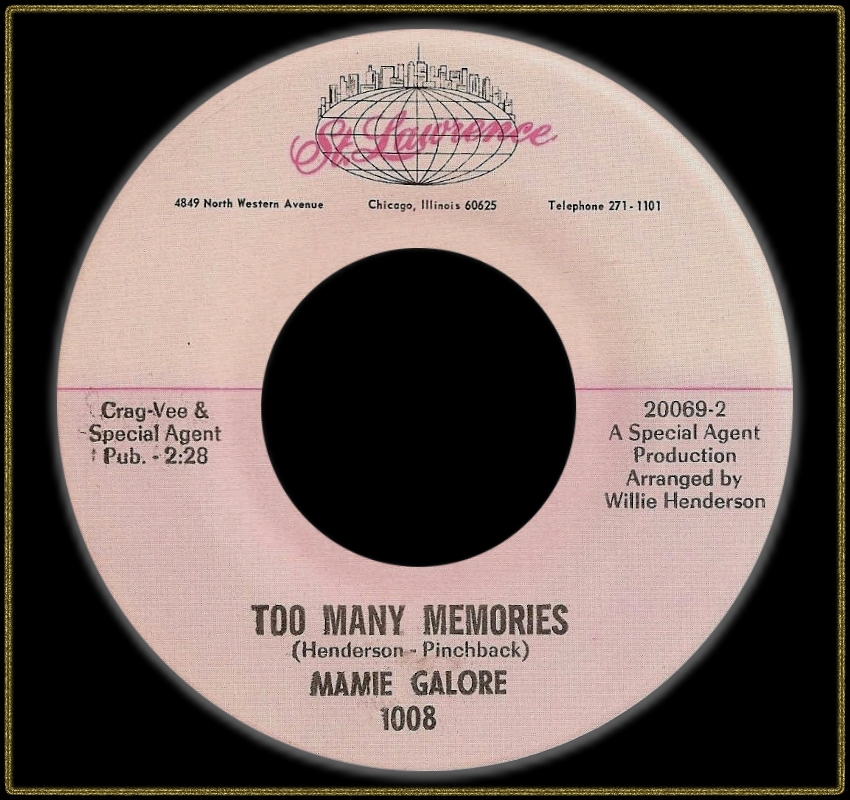 St. Lawrence
4849 North Western Avenue Chicago, Illinois 60625 Telephone 271-1101
Crag-Vee &
Special Agent
Pub. - 2:28
20069-2
A Special Agent
Production
Arranged by
Willie Henderson
TOO MANY MEMORIES
(Henderson - Pinchback)
MAMIE GALORE
1008